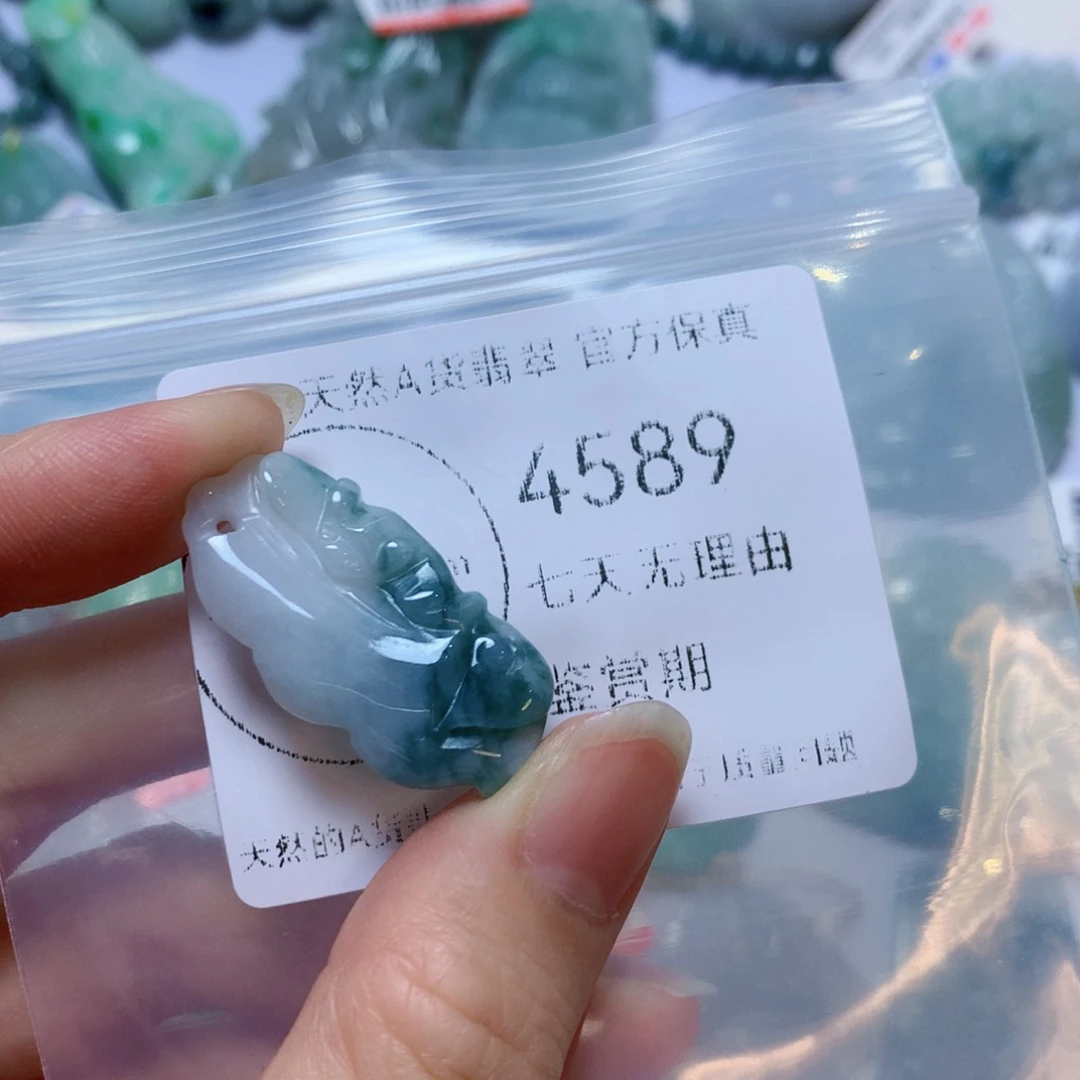 天然A货翡翠 官方保真
4589
七天无理由
鉴赏期
天然的A货